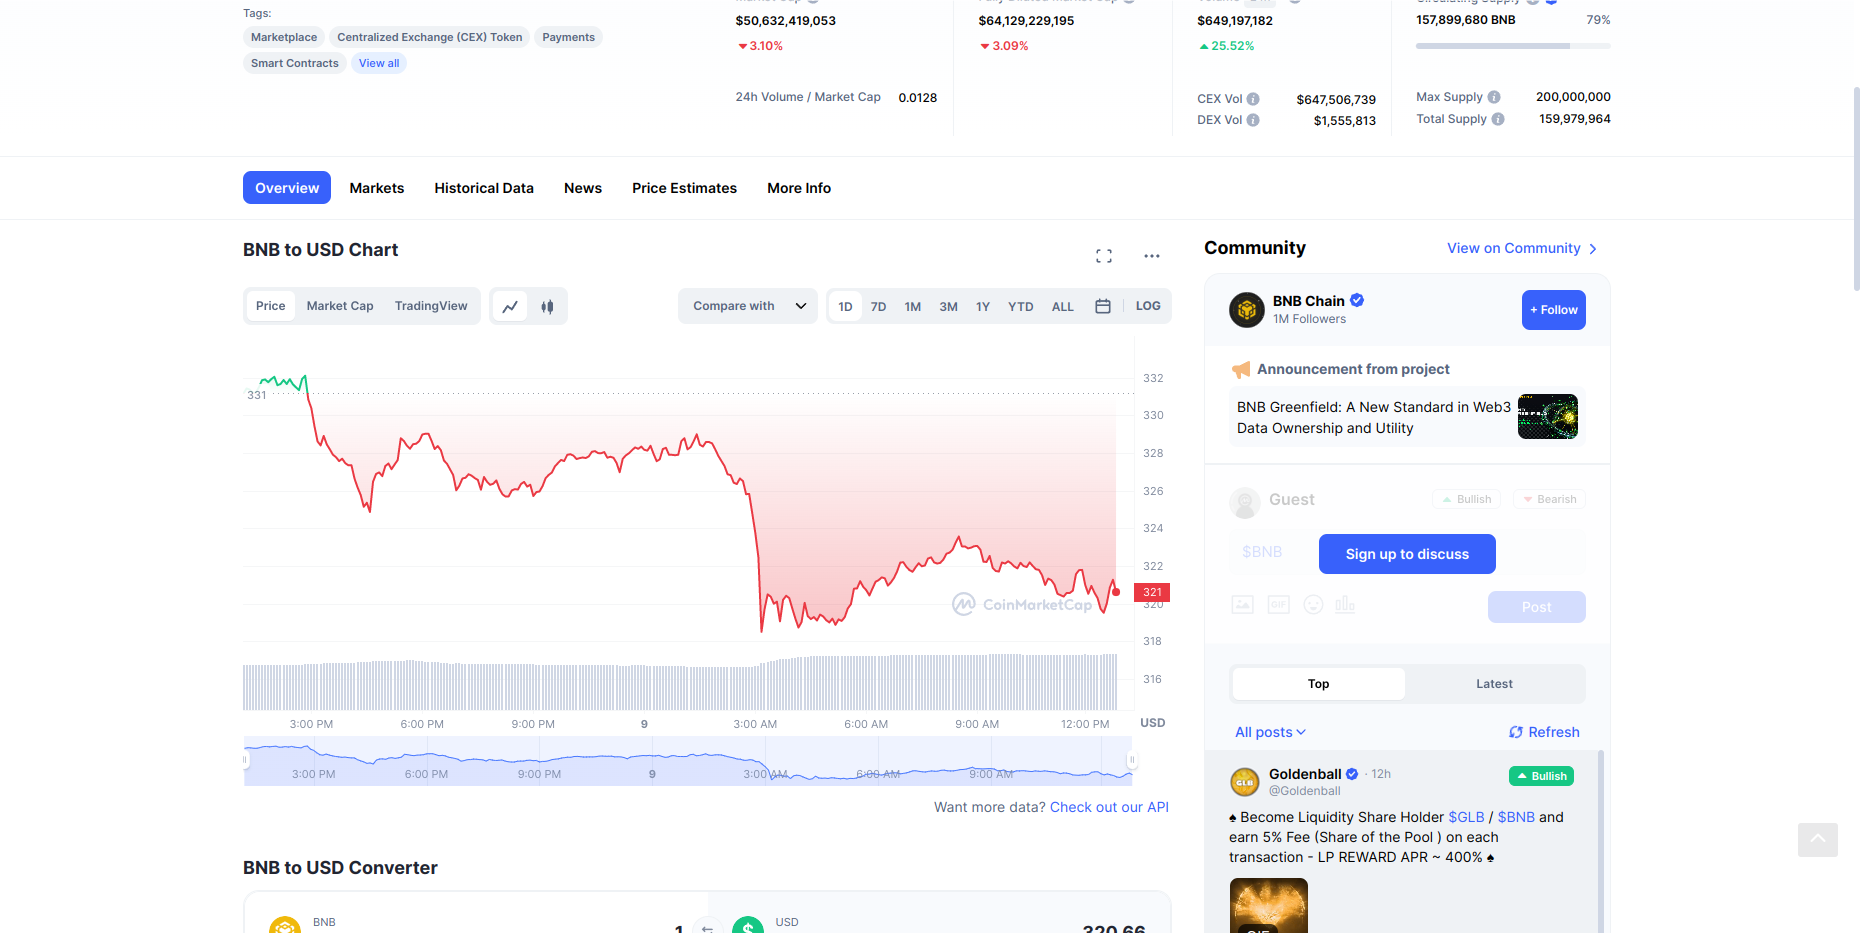 Tags:
Marketplace
Centralized Exchange (CEX) Token
Payments
Smart Contracts
View all
$50,632,419,053
3.10%
24h Volume / Market Cap 0.0128
$64,129,229,195
3.09%
$649,197,182
25.52%
CEX Vol $647,506,739
DEX Vol $1,555,813
Circulating Supply
157,899,680 BNB 79%
Max Supply 200,000,000
Total Supply 159,979,964
Overview Markets Historical Data News Price Estimates More Info
BNB to USD Chart
Price Market Cap TradingView
Compare with
1D 7D 1M 3M 1Y YTD ALL LOG
331
332
330
328
326
324
322
321
320
318
316
CoinMarketCap
3:00 PM 6:00 PM 9:00 PM 9 3:00 AM 6:00 AM 9:00 AM 12:00 PM USD
3:00 PM 6:00 PM 9:00 PM 9 3:00 AM 6:00 AM 9:00 AM
Want more data? Check out our API
BNB to USD Converter
BNB 1
USD 320.66
Community
View on Community
BNB Chain
1M Followers
+ Follow
Announcement from project
BNB Greenfield: A New Standard in Web3
Data Ownership and Utility
Guest
Bullish
Bearish
$BNB
Sign up to discuss
GIF
Post
Top Latest
All posts
Refresh
Goldenball · 12h
@Goldenball
Bullish
GLB
♠ Become Liquidity Share Holder $GLB / $BNB and
earn 5% Fee (Share of the Pool ) on each
transaction - LP REWARD APR ~ 400% ♠
GIF